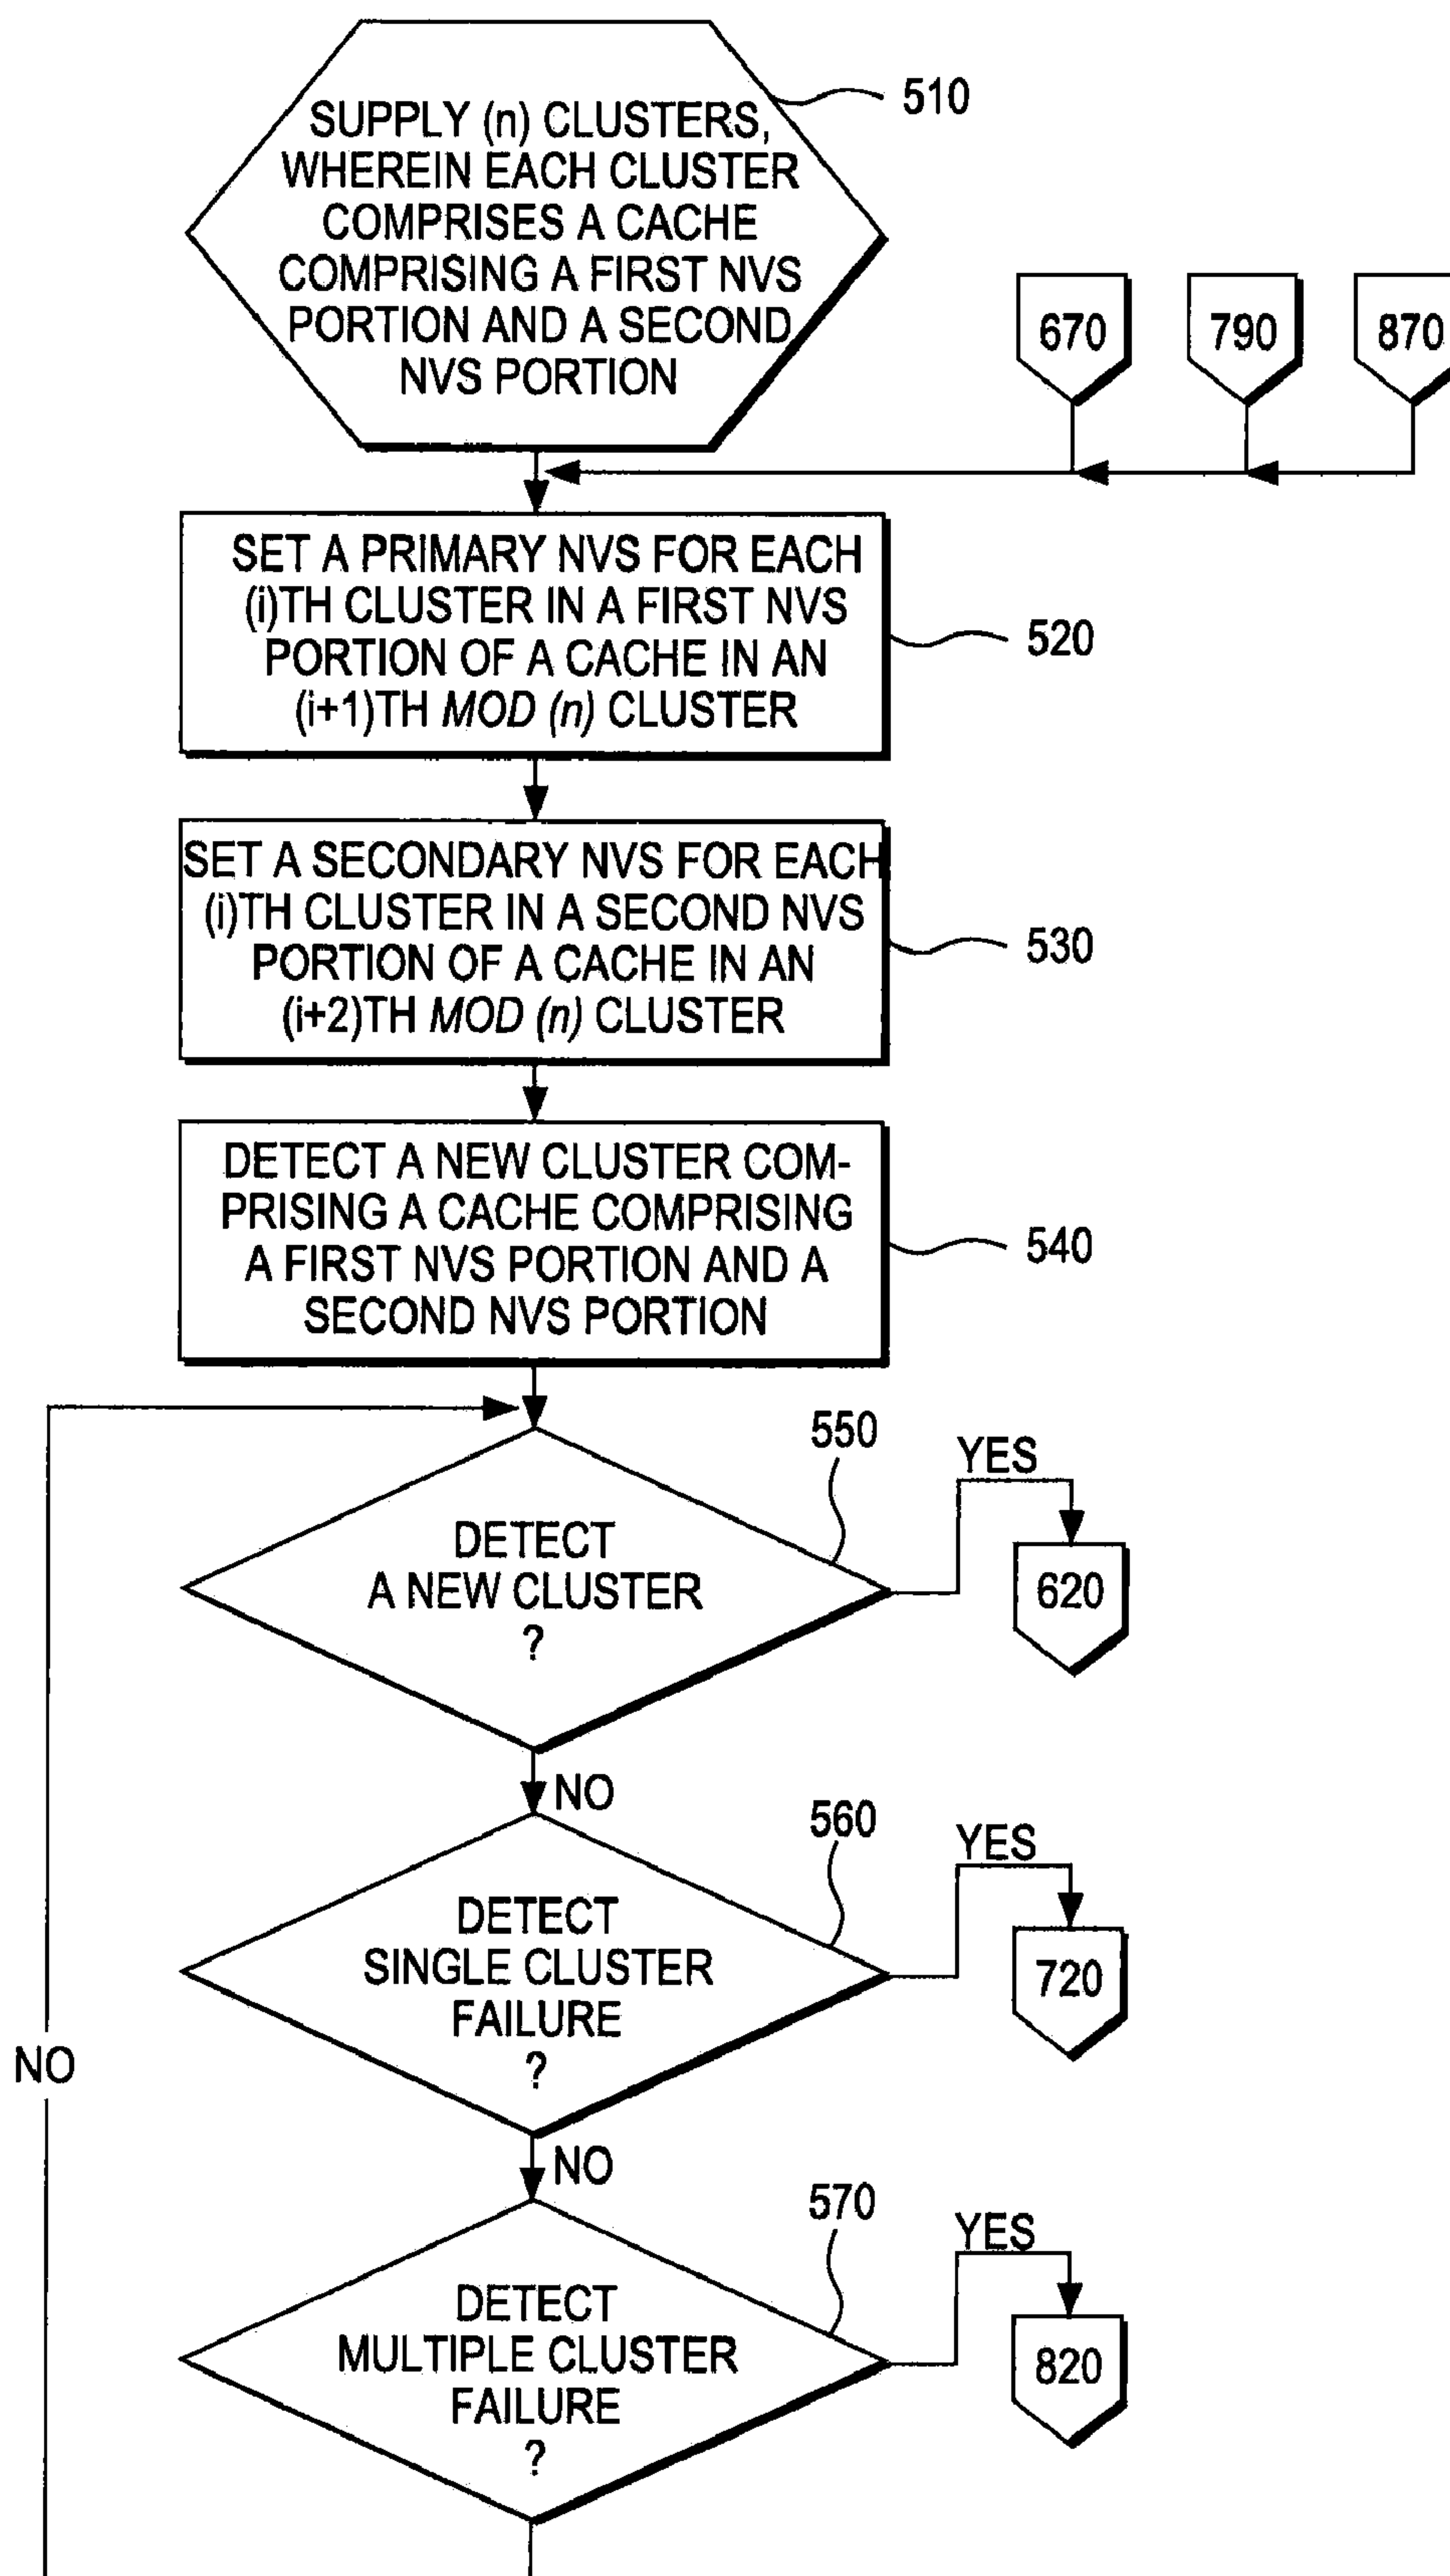 SUPPLY (n) CLUSTERS,
WHEREIN EACH CLUSTER
COMPRISES A CACHE
COMPRISING A FIRST NVS
PORTION AND A SECOND
NVS PORTION
510
670
790
870
SET A PRIMARY NVS FOR EACH
(i)TH CLUSTER IN A FIRST NVS
PORTION OF A CACHE IN AN
(i+1)TH MOD (n) CLUSTER
520
SET A SECONDARY NVS FOR EACH
(i)TH CLUSTER IN A SECOND NVS
PORTION OF A CACHE IN AN
(i+2)TH MOD (n) CLUSTER
530
DETECT A NEW CLUSTER COM-
PRISING A CACHE COMPRISING
A FIRST NVS PORTION AND A
SECOND NVS PORTION
540
550
YES
DETECT
A NEW CLUSTER
?
620
NO
560
YES
DETECT
SINGLE CLUSTER
FAILURE
?
720
NO
NO
570
YES
DETECT
MULTIPLE CLUSTER
FAILURE
?
820